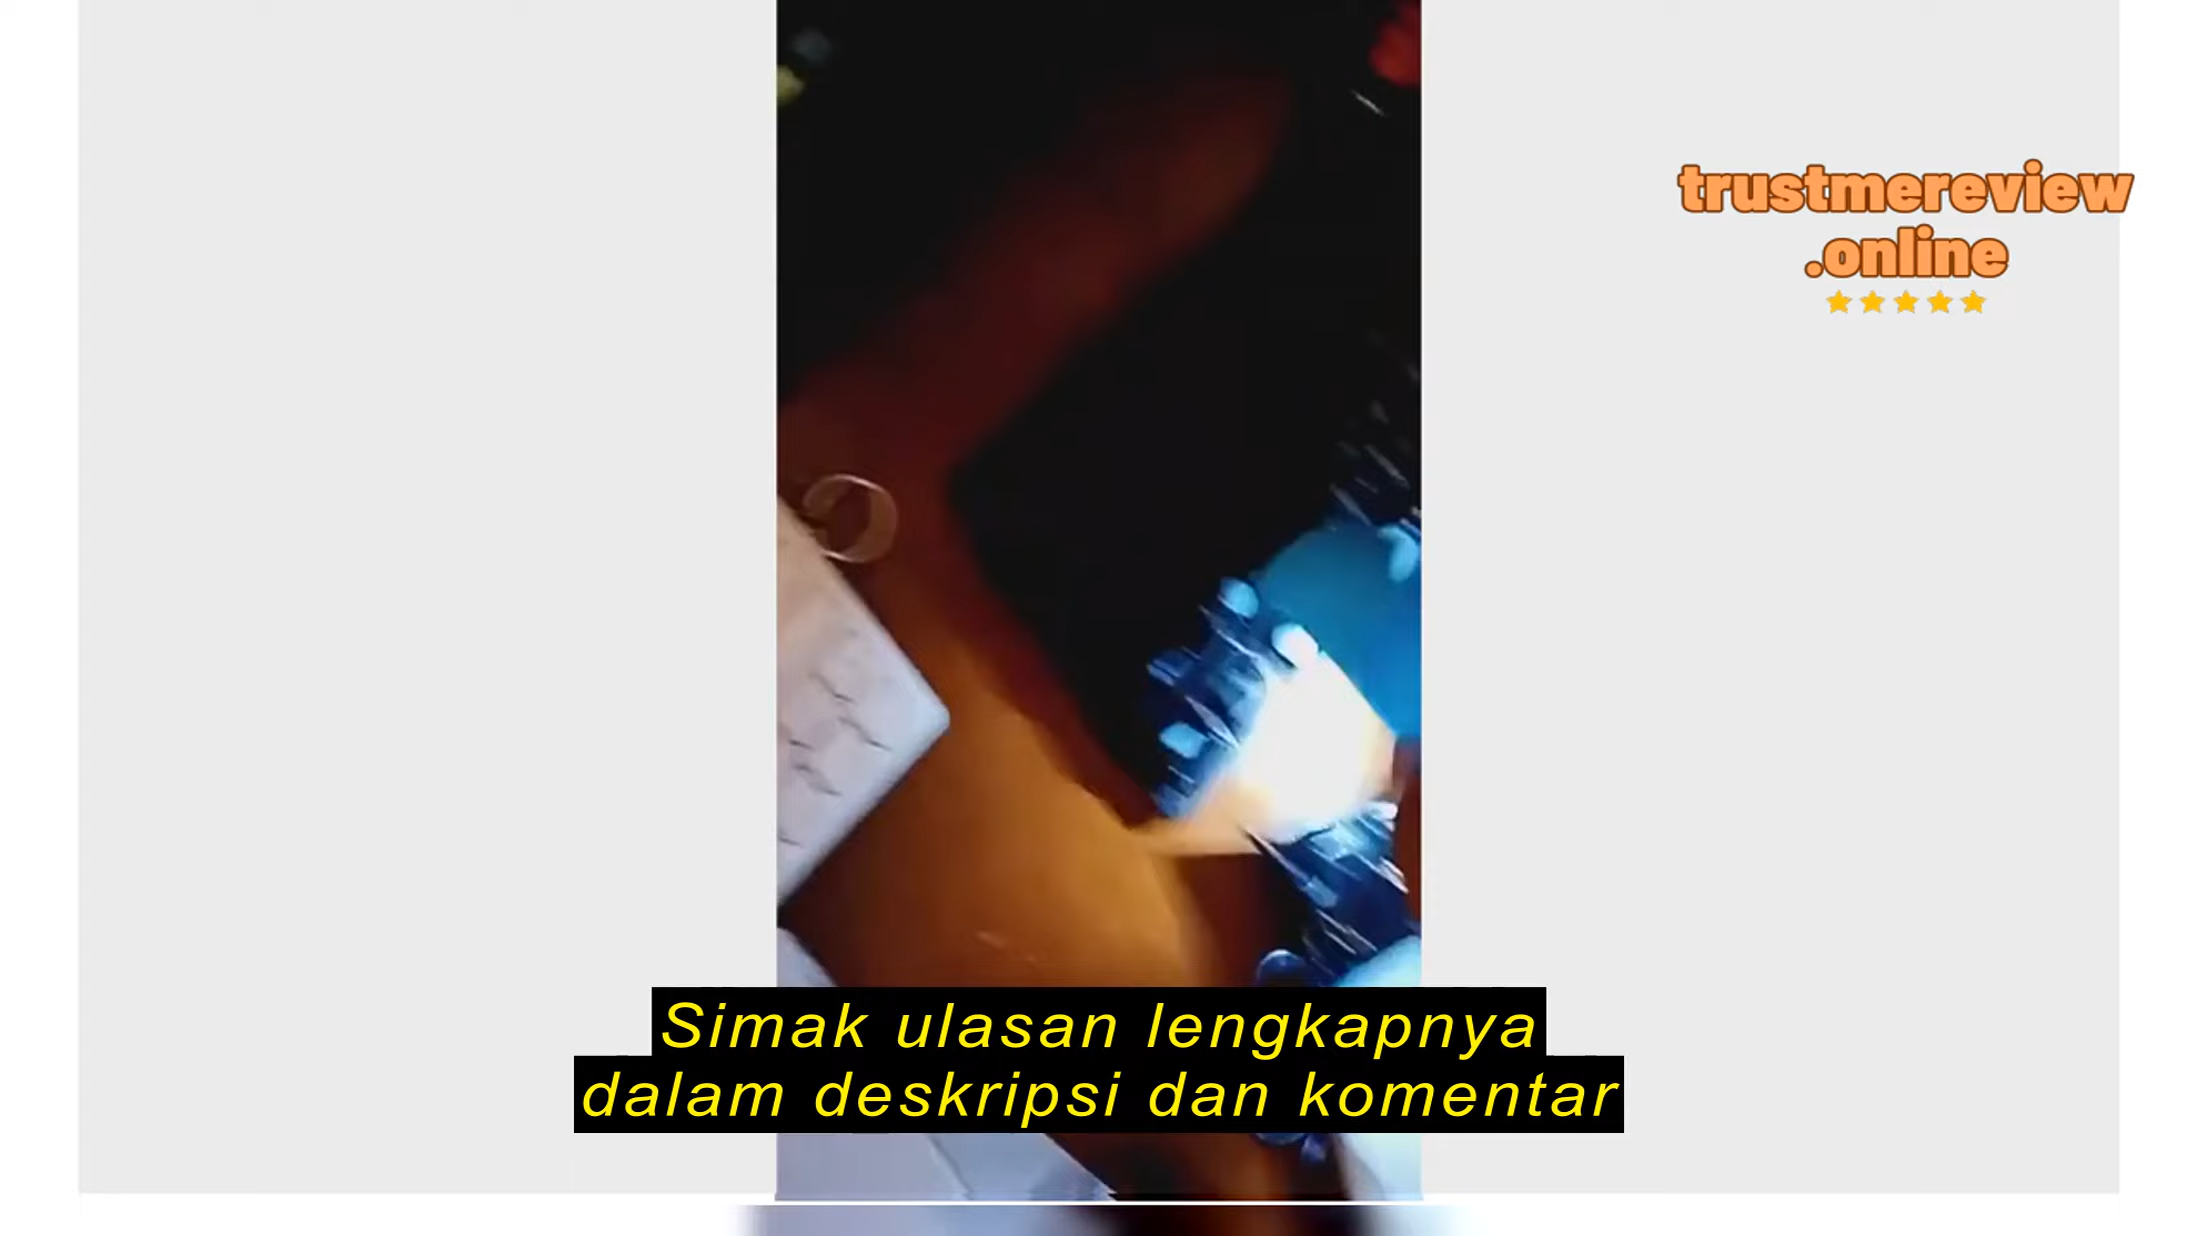 trustmereview
.online
Simak ulasan lengkapnya
dalam deskripsi dan komentar